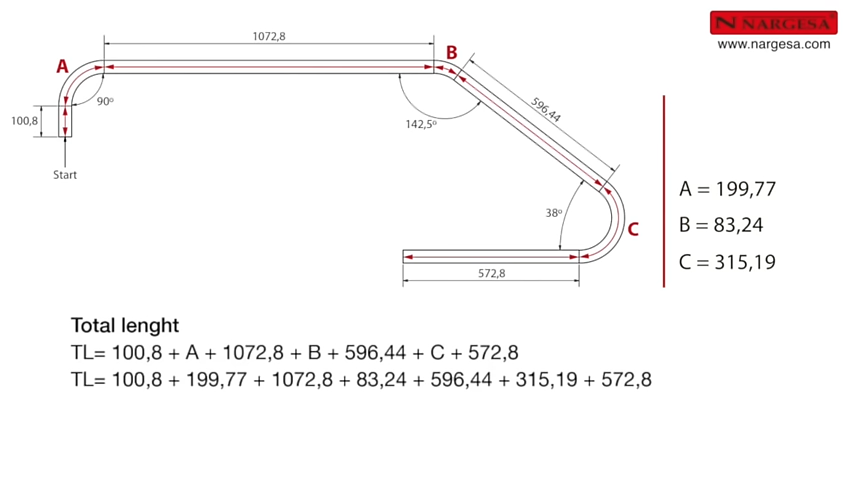 NARGESA
www.nargesa.com
1072,8
A
B
90º
596,44
100,8
142,5º
Start
A = 199,77
38º
B = 83,24
C
C = 315,19
572,8
Total lenght
TL= 100,8 + A + 1072,8 + B + 596,44 + C + 572,8
TL= 100,8 + 199,77 + 1072,8 + 83,24 + 596,44 + 315,19 + 572,8